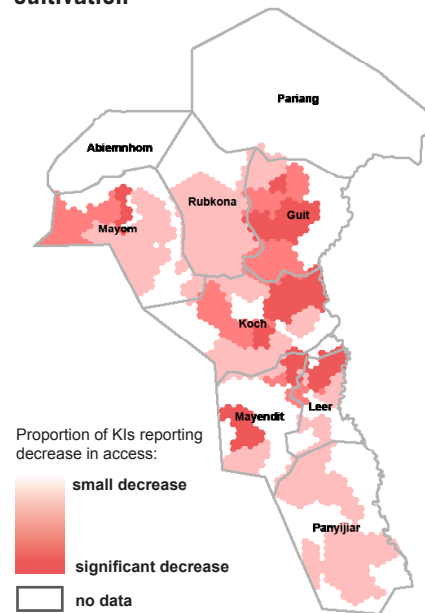 cultivation
Pariang
Abiemnhom
Rubkona
Guit
Mayom
Koch
Mayendit
Leer
Panyijiar
Proportion of KIs reporting
decrease in access:
small decrease
significant decrease
no data